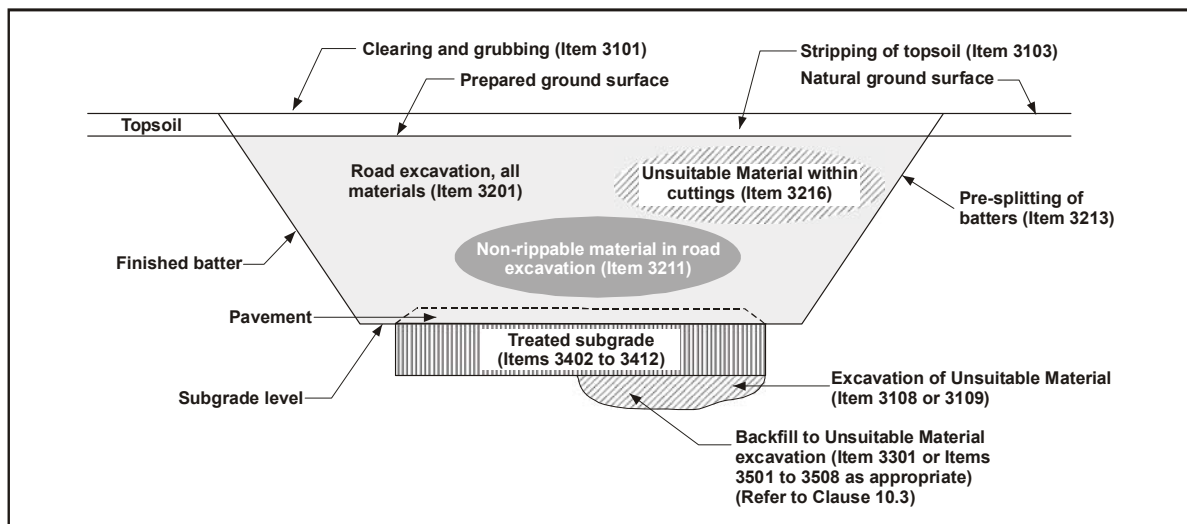 Clearing and grubbing (Item 3101)
Stripping of topsoil (Item 3103)
Prepared ground surface
Natural ground surface
Topsoil
Road excavation, all
materials (Item 3201)
Unsuitable Material within
cuttings (Item 3216)
Pre-splitting of
batters (Item 3213)
Non-rippable material in road
excavation (Item 3211)
Finished batter
Pavement
Treated subgrade
(Items 3402 to 3412)
Subgrade level
Excavation of Unsuitable Material
(Item 3108 or 3109)
Backfill to Unsuitable Material
excavation (Item 3301 or Items
3501 to 3508 as appropriate)
(Refer to Clause 10.3)